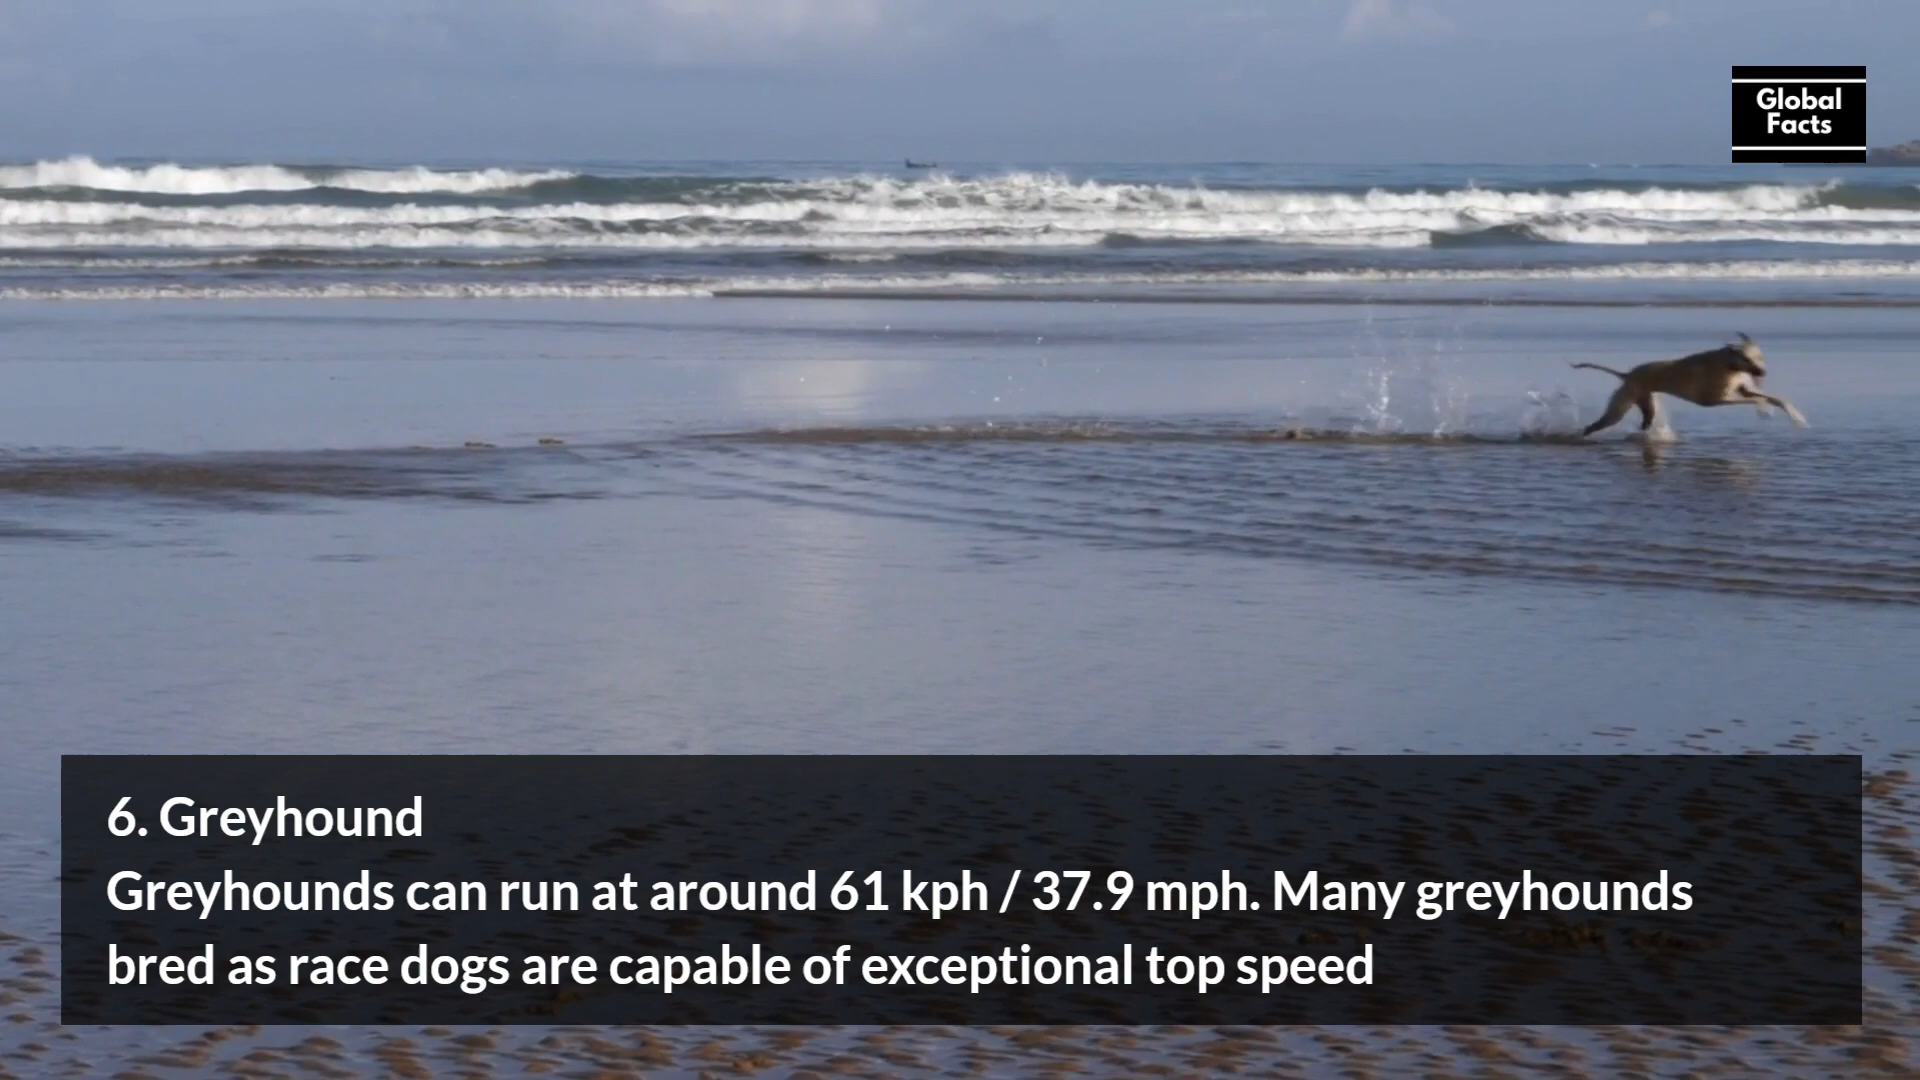 Global
Facts
6. Greyhound
Greyhounds can run at around 61 kph / 37.9 mph. Many greyhounds
bred as race dogs are capable of exceptional top speed